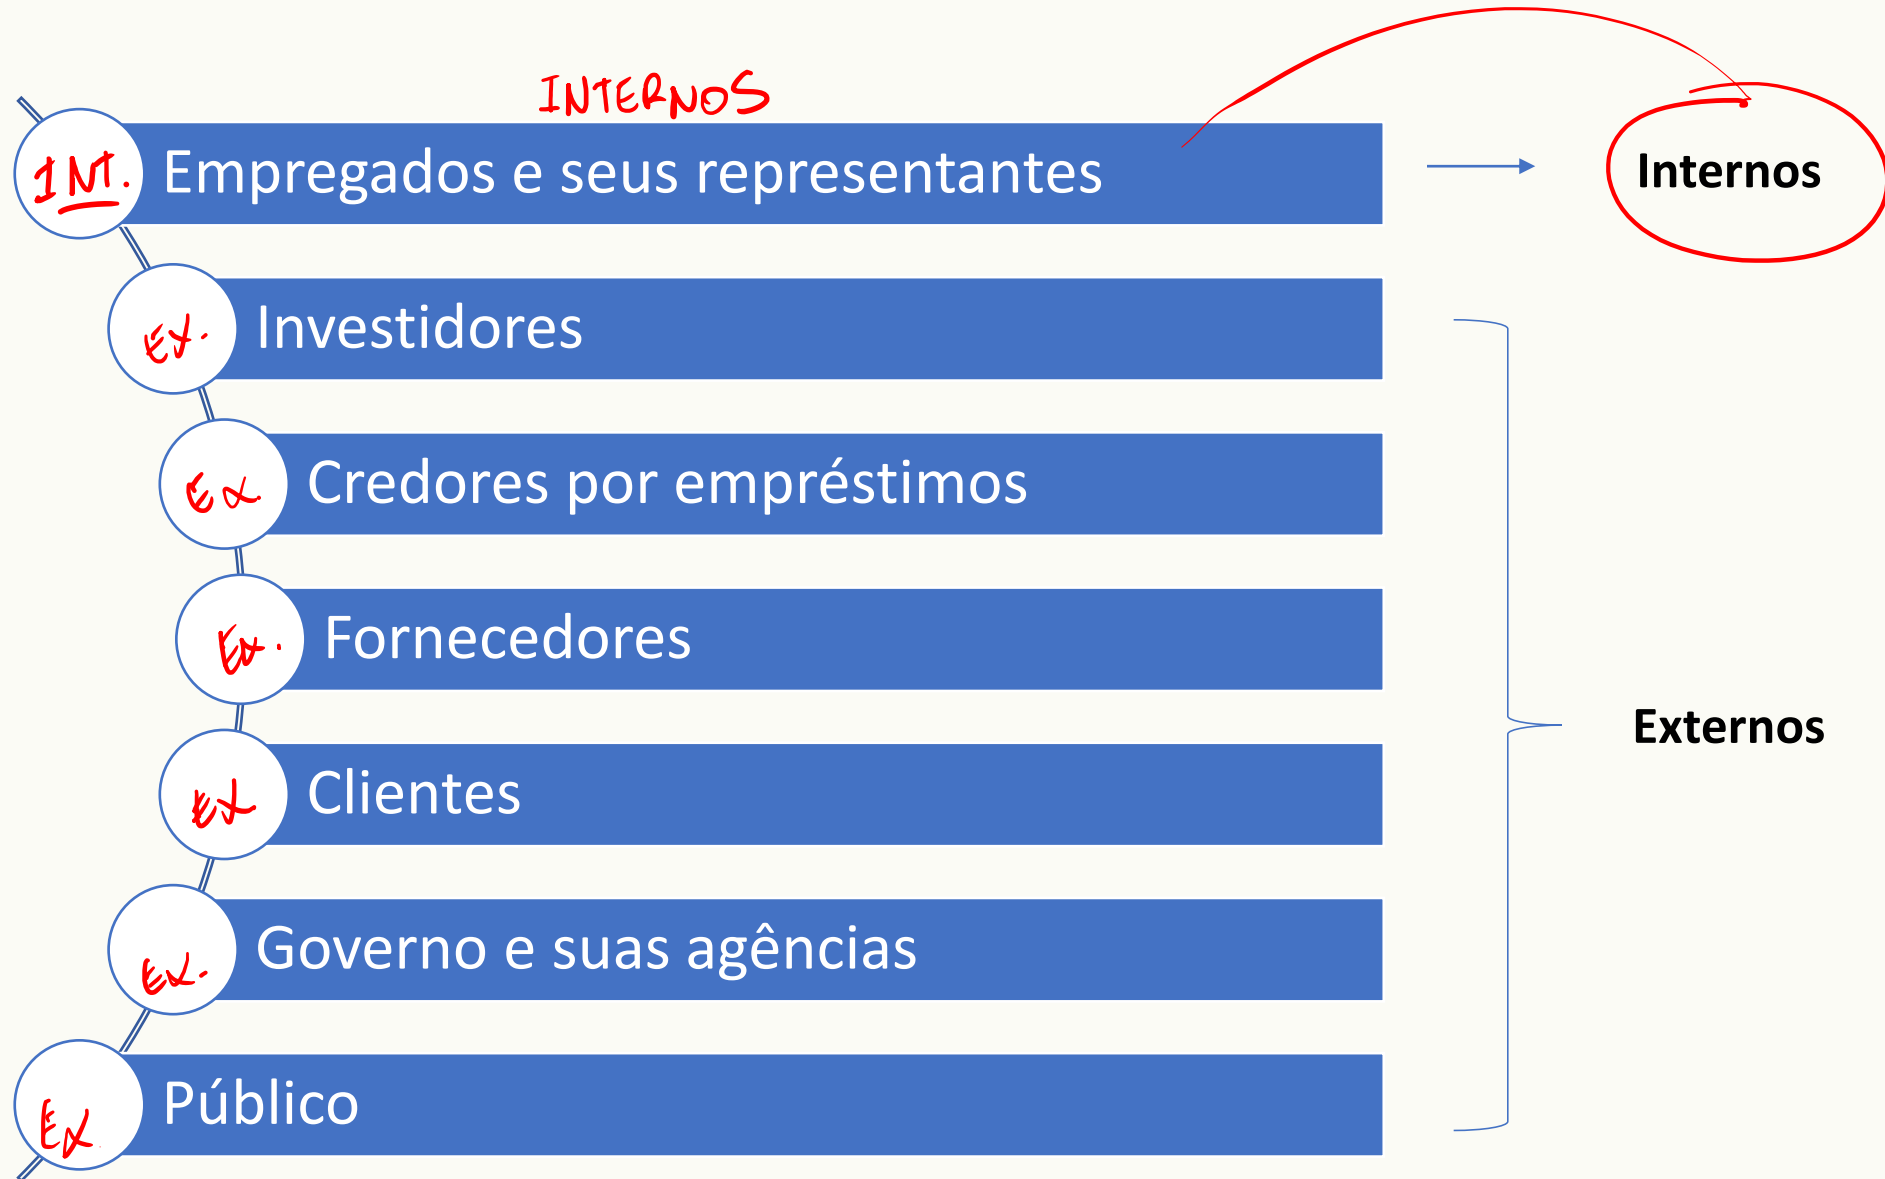 INTERNOS
INT. Empregados e seus representantes Internos
Ex. Investidores
Ex. Credores por empréstimos
Ex. Fornecedores
Externos
Ex Clientes
Ex. Governo e suas agências
Ex Público